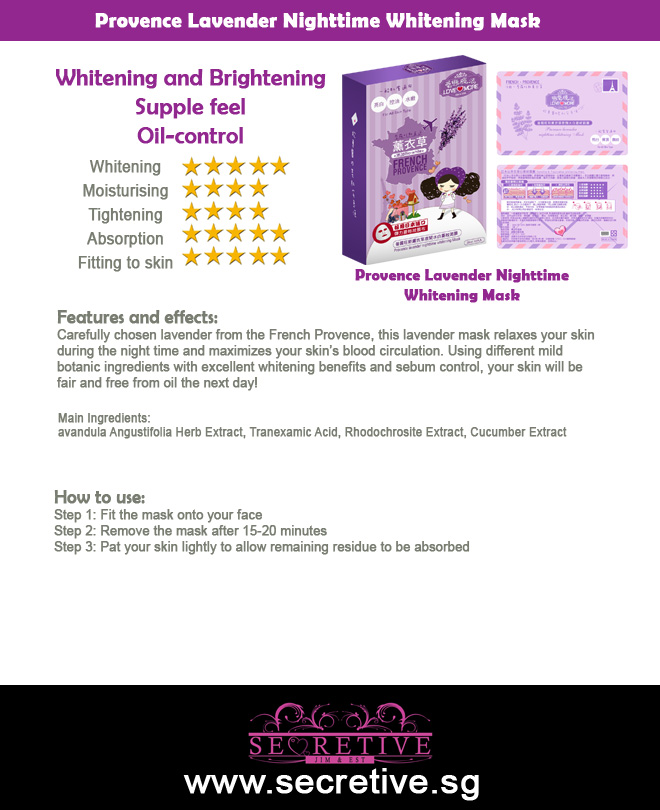 Provence Lavender Nighttime Whitening Mask
Whitening and Brightening
Supple feel
Oil-control
Whitening
Moisturising
Tightening
Absorption
Fitting to skin
LOVE MORE
薰衣草
FRENCH
PROVENCE
Provence Lavender Nighttime
Whitening Mask
Features and effects:
Carefully chosen lavender from the French Provence, this lavender mask relaxes your skin
during the night time and maximizes your skin's blood circulation. Using different mild
botanic ingredients with excellent whitening benefits and sebum control, your skin will be
fair and free from oil the next day!
Main Ingredients:
avandula Angustifolia Herb Extract, Tranexamic Acid, Rhodochrosite Extract, Cucumber Extract
How to use:
Step 1: Fit the mask onto your face
Step 2: Remove the mask after 15-20 minutes
Step 3: Pat your skin lightly to allow remaining residue to be absorbed
SECRETIVE
JIM & EST
www.secretive.sg